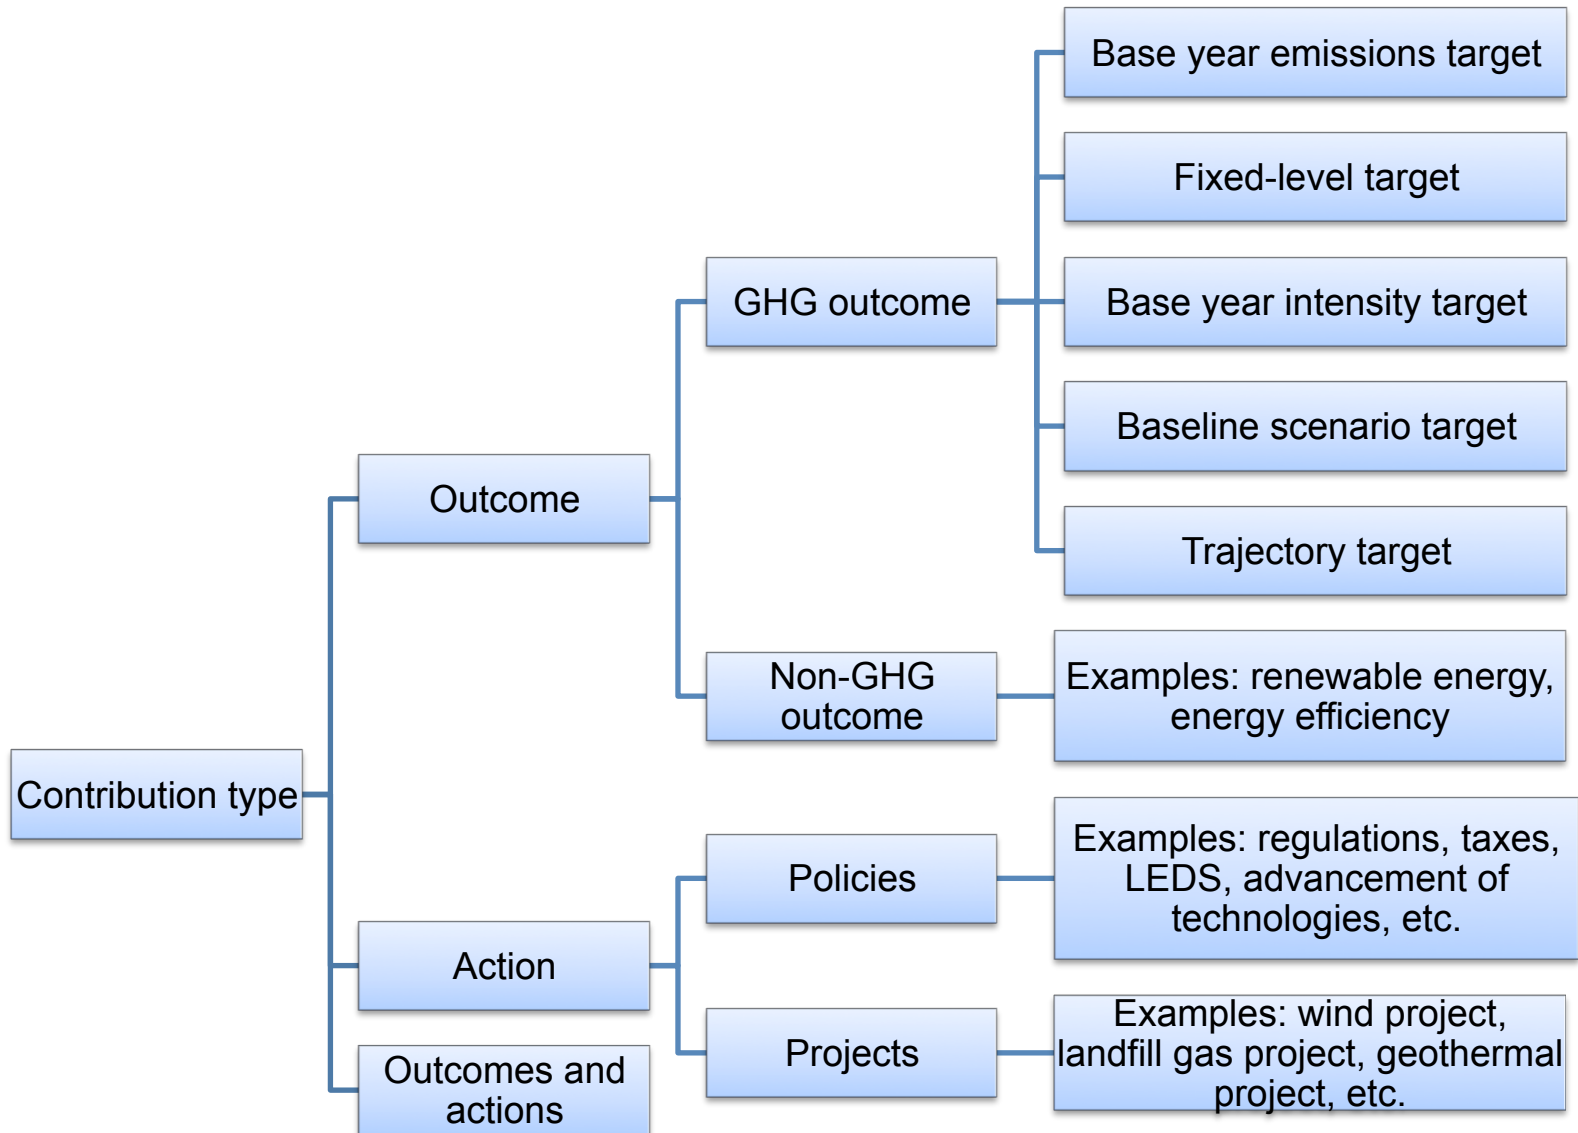 Base year emissions target
Fixed-level target
GHG outcome
Base year intensity target
Baseline scenario target
Outcome
Trajectory target
Non-GHG
outcome
Examples: renewable energy,
energy efficiency
Contribution type
Policies
Examples: regulations, taxes,
LEDS, advancement of
technologies, etc.
Action
Projects
Examples: wind project,
landfill gas project, geothermal
project, etc.
Outcomes and
actions